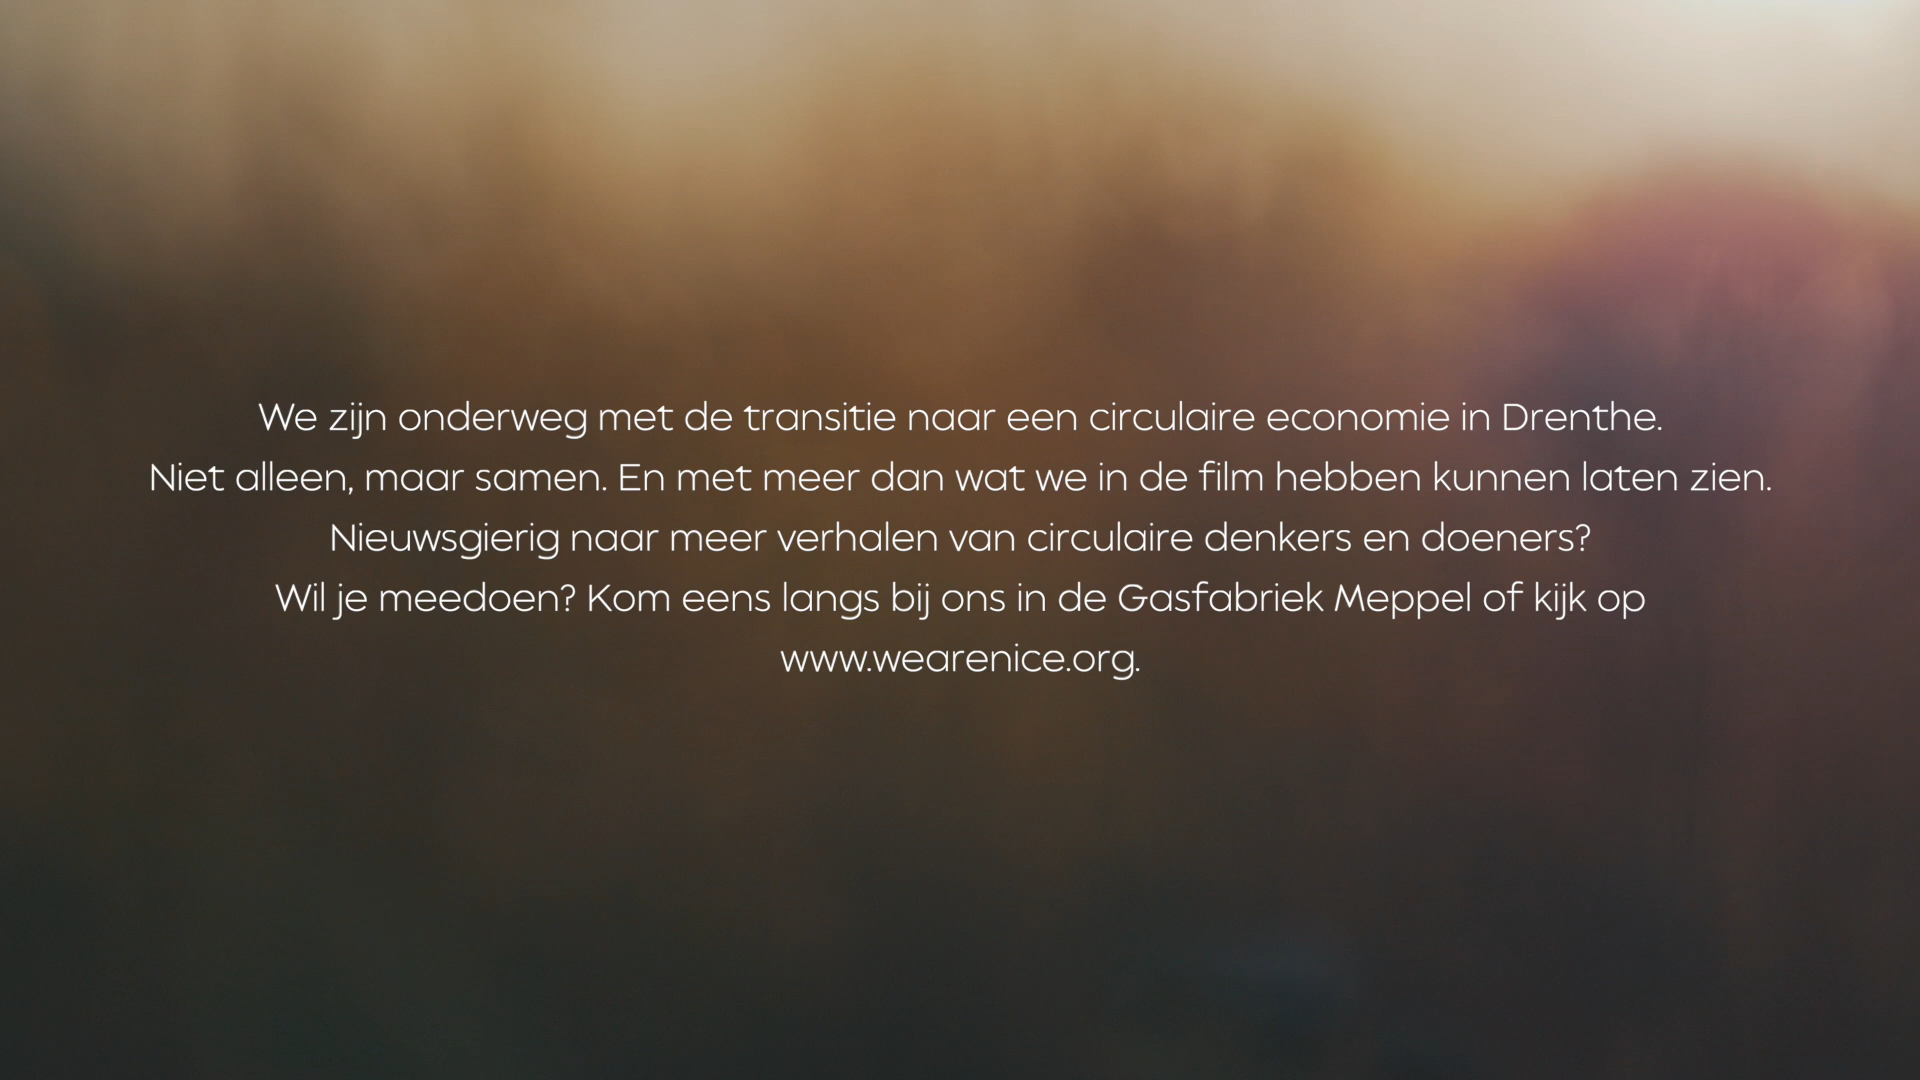 We zijn onderweg met de transitie naar een circulaire economie in Drenthe.
Niet alleen, maar samen. En met meer dan wat we in de film hebben kunnen laten zien.
Nieuwsgierig naar meer verhalen van circulaire denkers en doeners?
Wil je meedoen? Kom eens langs bij ons in de Gasfabriek Meppel of kijk op
www.wearenice.org.